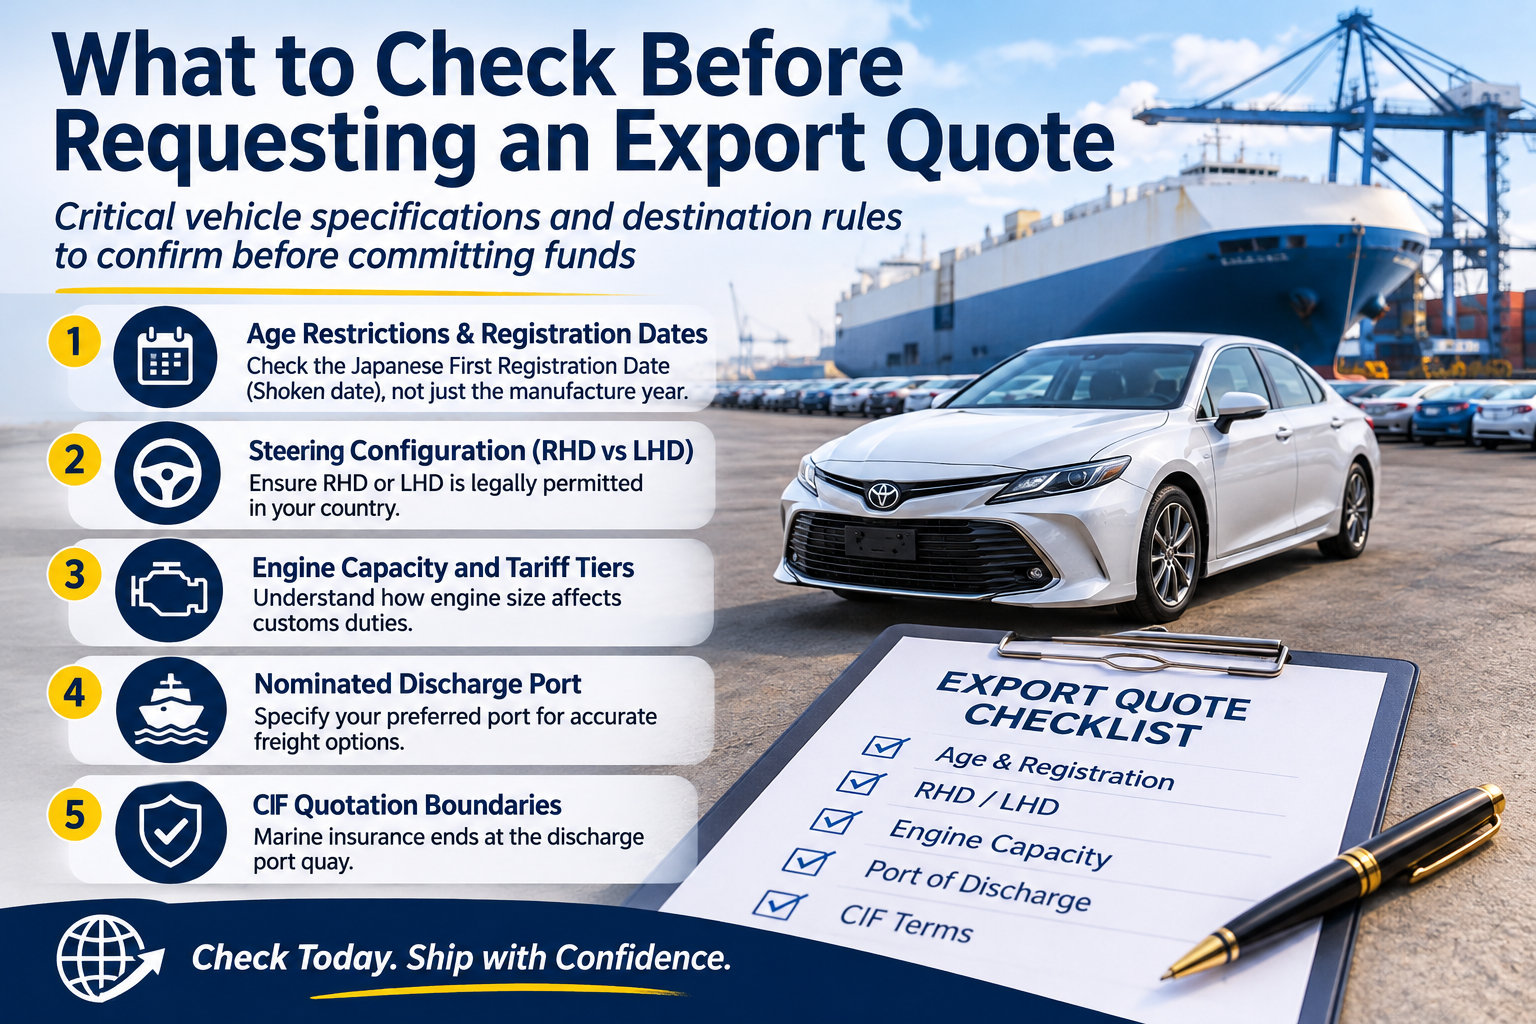 What to Check Before
Requesting an Export Quote
Critical vehicle specifications and destination rules
to confirm before committing funds
1
Age Restrictions & Registration Dates
Check the Japanese First Registration Date
(Shoken date), not just the manufacture year.
2
Steering Configuration (RHD vs LHD)
Ensure RHD or LHD is legally permitted
in your country.
3
Engine Capacity and Tariff Tiers
Understand how engine size affects
customs duties.
4
Nominated Discharge Port
Specify your preferred port for accurate
freight options.
5
CIF Quotation Boundaries
Marine insurance ends at the discharge
port quay.
EXPORT QUOTE
CHECKLIST
Age & Registration
RHD / LHD
Engine Capacity
Port of Discharge
CIF Terms
Check Today. Ship with Confidence.